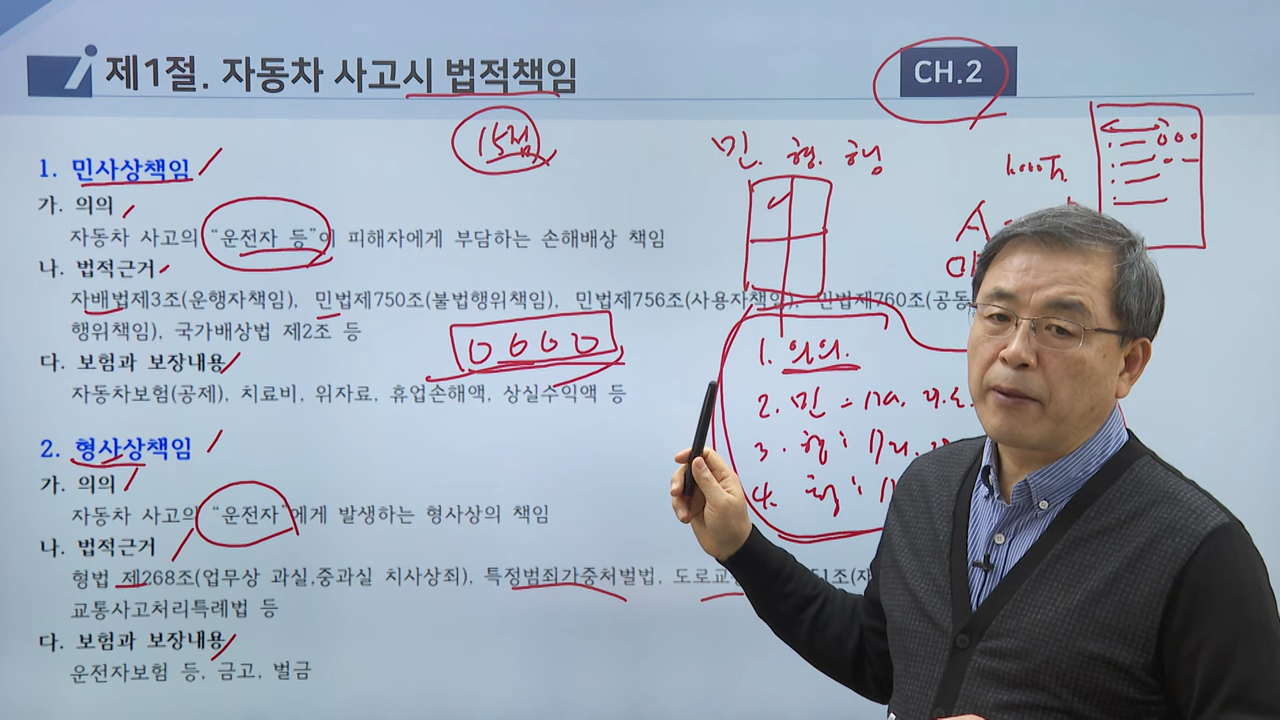 제1절. 자동차 사고시 법적책임
CH.2
15점
1. 민사상책임
가. 의의
자동차 사고의 “운전자 등”이 피해자에게 부담하는 손해배상 책임
나. 법적근거
자배법제3조(운행자책임), 민법제750조(불법행위책임), 민법제756조(사용자책임), 민법제760조(공동
행위책임), 국가배상법 제2조 등
다. 보험과 보장내용
자동차보험(공제), 치료비, 위자료, 휴업손해액, 상실수익액 등
2. 형사상책임
가. 의의
자동차 사고의 “운전자”에게 발생하는 형사상의 책임
나. 법적근거
형법 제268조(업무상 과실.중과실 치사상죄), 특정범죄가중처벌법, 도로교
교통사고처리특례법 등
다. 보험과 보장내용
운전자보험 등, 금고, 벌금
민. 형. 행
1. 의의.
2. 민
3. 형:
4. 행: